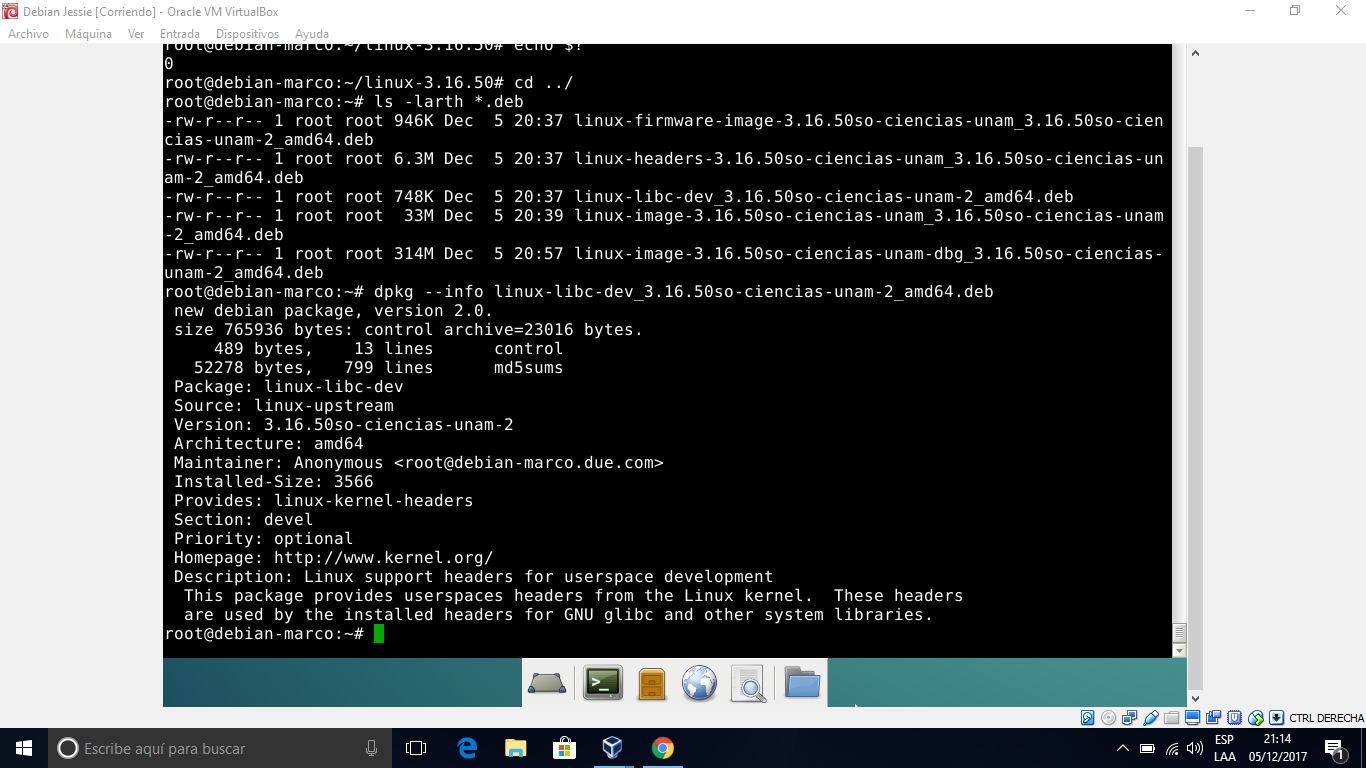 Debian Jessie [Corriendo] - Oracle VM VirtualBox
Archivo Máquina Ver Entrada Dispositivos Ayuda
root@debian-marco:~/linux-3.16.50# echo $?
0
root@debian-marco:~/linux-3.16.50# cd ../
root@debian-marco:~# ls -larth *.deb
-rw-r--r-- 1 root root 946K Dec  5 20:37 linux-firmware-image-3.16.50so-ciencias-unam_3.16.50so-cien
cias-unam-2_amd64.deb
-rw-r--r-- 1 root root 6.3M Dec  5 20:37 linux-headers-3.16.50so-ciencias-unam_3.16.50so-ciencias-un
am-2_amd64.deb
-rw-r--r-- 1 root root 748K Dec  5 20:37 linux-libc-dev_3.16.50so-ciencias-unam-2_amd64.deb
-rw-r--r-- 1 root root  33M Dec  5 20:39 linux-image-3.16.50so-ciencias-unam_3.16.50so-ciencias-unam
-2_amd64.deb
-rw-r--r-- 1 root root 314M Dec  5 20:57 linux-image-3.16.50so-ciencias-unam-dbg_3.16.50so-ciencias-
unam-2_amd64.deb
root@debian-marco:~# dpkg --info linux-libc-dev_3.16.50so-ciencias-unam-2_amd64.deb
 new debian package, version 2.0.
 size 765936 bytes: control archive=23016 bytes.
     489 bytes,    13 lines      control
   52278 bytes,   799 lines      md5sums
 Package: linux-libc-dev
 Source: linux-upstream
 Version: 3.16.50so-ciencias-unam-2
 Architecture: amd64
 Maintainer: Anonymous <root@debian-marco.due.com>
 Installed-Size: 3566
 Provides: linux-kernel-headers
 Section: devel
 Priority: optional
 Homepage: http://www.kernel.org/
 Description: Linux support headers for userspace development
  This package provides userspaces headers from the Linux kernel.  These headers
  are used by the installed headers for GNU glibc and other system libraries.
root@debian-marco:~#
CTRL DERECHA
Escribe aquí para buscar
ESP 21:14
LAA 05/12/2017
1